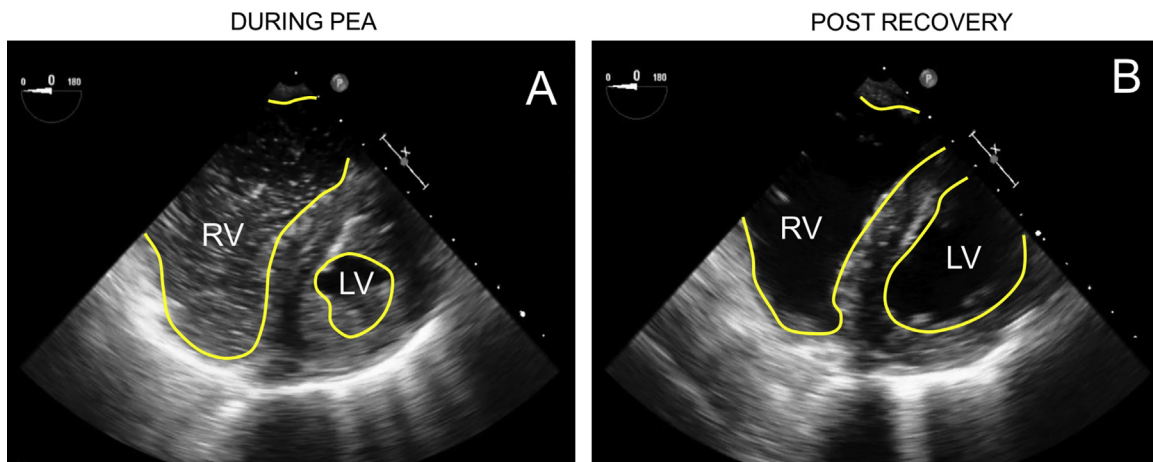 DURING PEA
POST RECOVERY
0 0 180
P
A
X
RV
LV
0 0 180
P
B
X
RV
LV